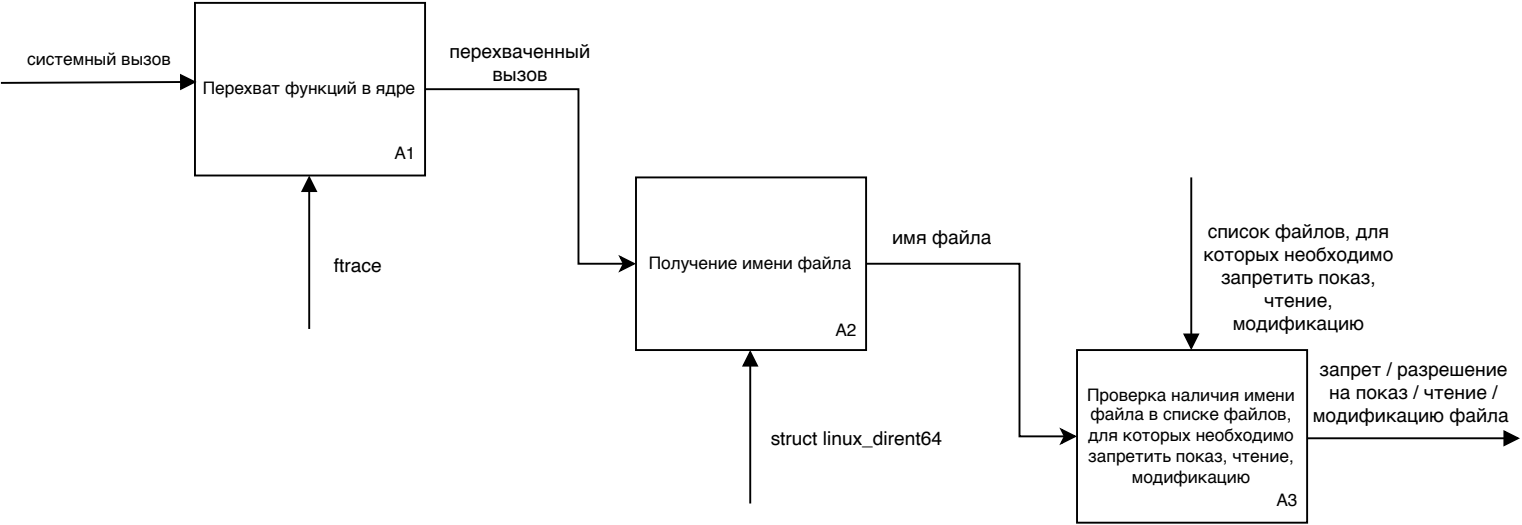 системный вызов
Перехват функций в ядре
A1
ftrace
перехваченный
вызов
Получение имени файла
A2
struct linux_dirent64
имя файла
список файлов, для
которых необходимо
запретить показ,
чтение,
модификацию
Проверка наличия имени
файла в списке файлов,
для которых необходимо
запретить показ, чтение,
модификацию
A3
запрет / разрешение
на показ / чтение /
модификацию файла